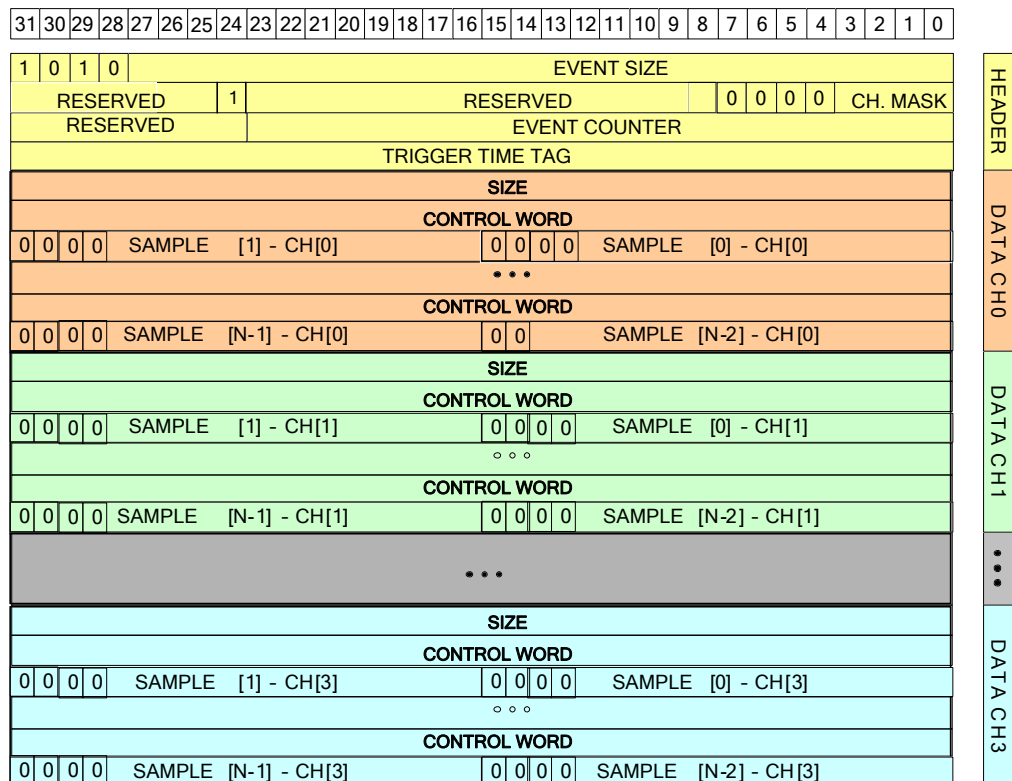 31 30 29 28 27 26 25 24 23 22 21 20 19 18 17 16 15 14 13 12 11 10 9 8 7 6 5 4 3 2 1 0
1 0 1 0 EVENT SIZE
RESERVED 1 RESERVED 0 0 0 0 CH. MASK
RESERVED EVENT COUNTER
TRIGGER TIME TAG
HEADER
SIZE
CONTROL WORD
0 0 0 0 SAMPLE [1] - CH[0] 0 0 0 0 SAMPLE [0] - CH[0]
•••
CONTROL WORD
0 0 0 0 SAMPLE [N-1] - CH[0] 0 0 SAMPLE [N-2] - CH[0]
DATA CH0
SIZE
CONTROL WORD
0 0 0 0 SAMPLE [1] - CH[1] 0 0 0 0 SAMPLE [0] - CH[1]
○○○
CONTROL WORD
0 0 0 0 SAMPLE [N-1] - CH[1] 0 0 0 0 SAMPLE [N-2] - CH[1]
DATA CH1
•••
•••
SIZE
CONTROL WORD
0 0 0 0 SAMPLE [1] - CH[3] 0 0 0 0 SAMPLE [0] - CH[3]
○○○
CONTROL WORD
0 0 0 0 SAMPLE [N-1] - CH[3] 0 0 0 0 SAMPLE [N-2] - CH[3]
DATA CH3